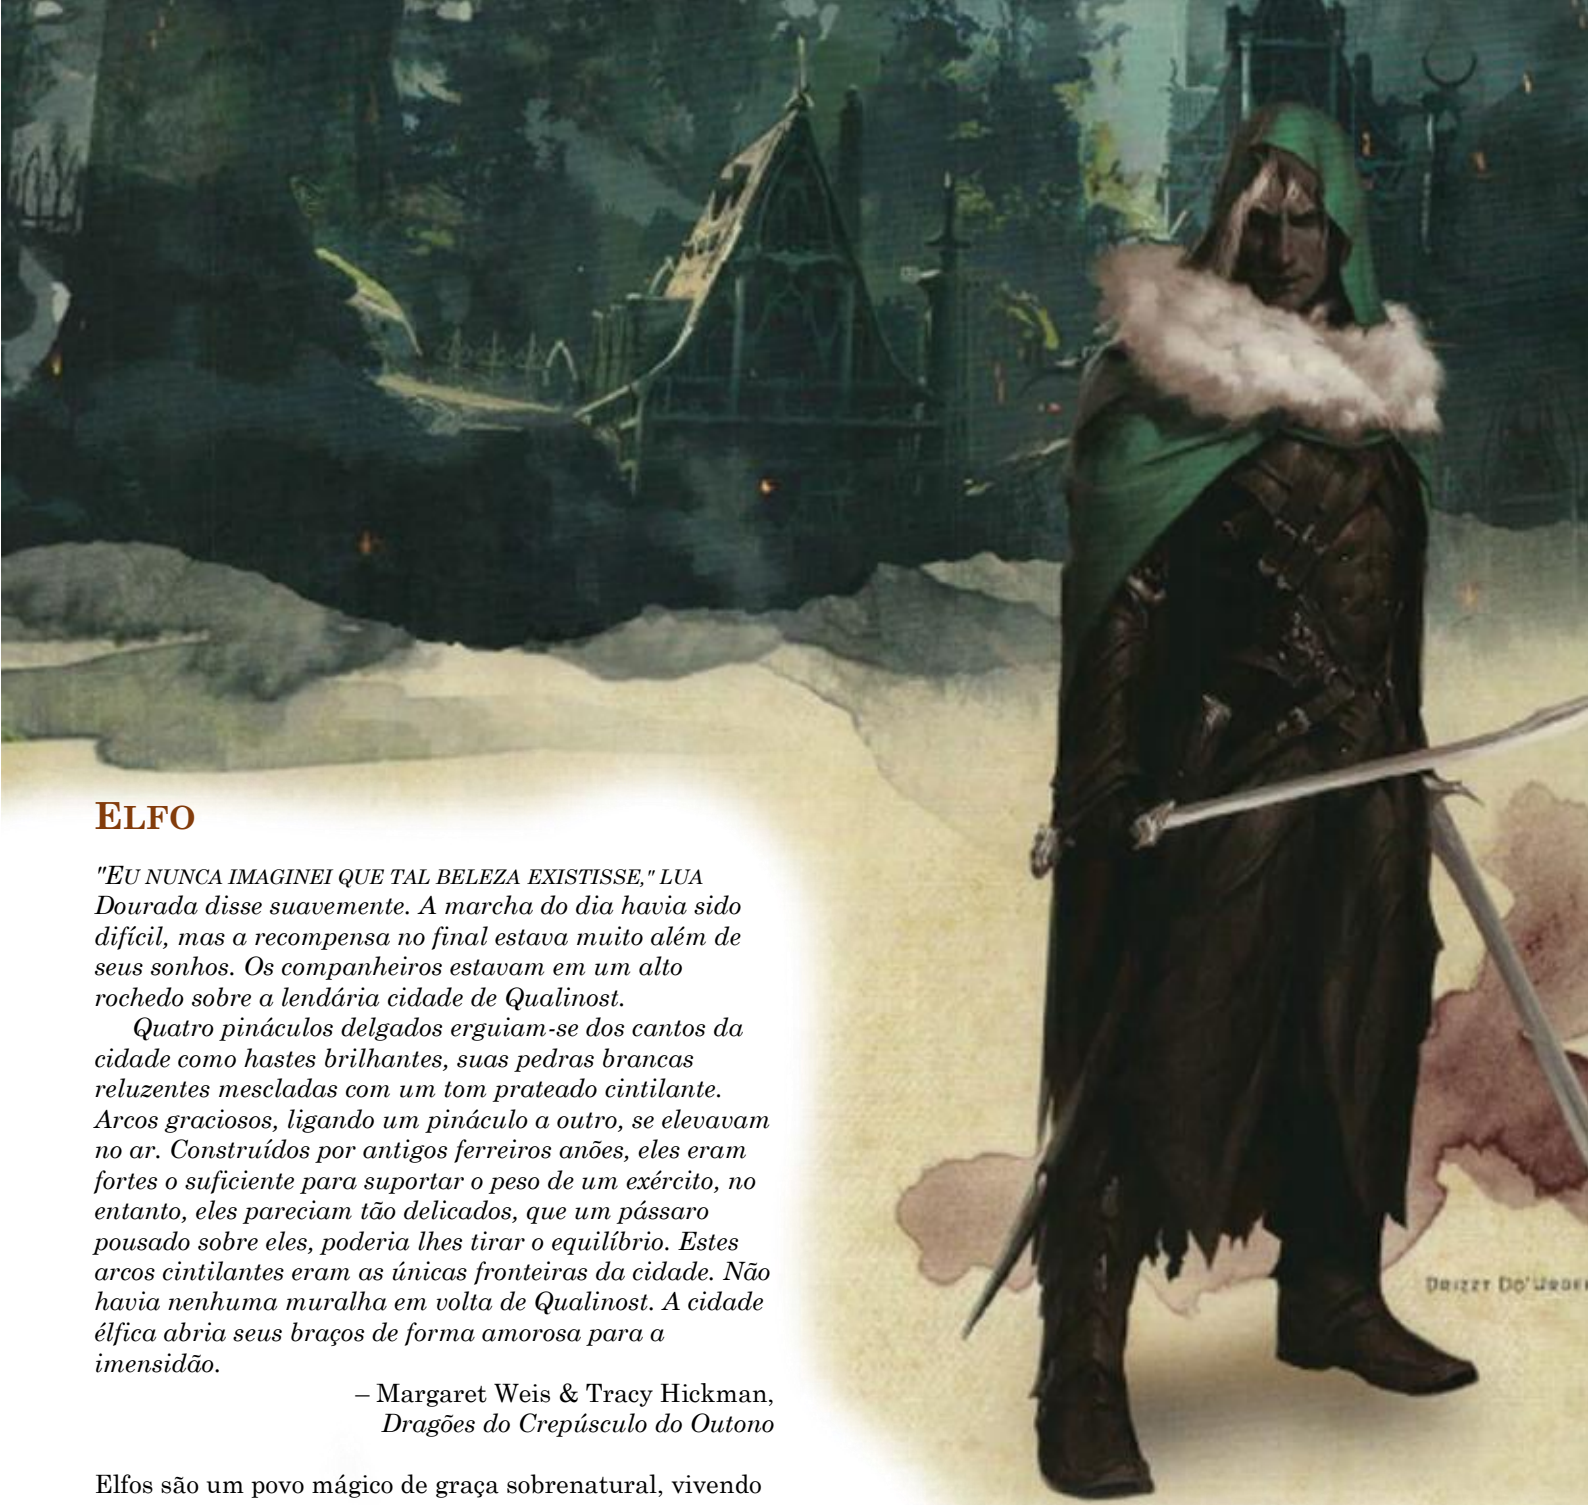 ELFO
"EU NUNCA IMAGINEI QUE TAL BELEZA EXISTISSE," LUA
Dourada disse suavemente. A marcha do dia havia sido
difícil, mas a recompensa no final estava muito além de
seus sonhos. Os companheiros estavam em um alto
rochedo sobre a lendária cidade de Qualinost.
Quatro pináculos delgados erguiam-se dos cantos da
cidade como hastes brilhantes, suas pedras brancas
reluzentes mescladas com um tom prateado cintilante.
Arcos graciosos, ligando um pináculo a outro, se elevavam
no ar. Construídos por antigos ferreiros anões, eles eram
fortes o suficiente para suportar o peso de um exército, no
entanto, eles pareciam tão delicados, que um pássaro
pousado sobre eles, poderia lhes tirar o equilíbrio. Estes
arcos cintilantes eram as únicas fronteiras da cidade. Não
havia nenhuma muralha em volta de Qualinost. A cidade
élfica abria seus braços de forma amorosa para a
imensidão.
– Margaret Weis & Tracy Hickman,
Dragões do Crepúsculo do Outono
Elfos são um povo mágico de graça sobrenatural, vivendo
DRIZZT DO'URDE